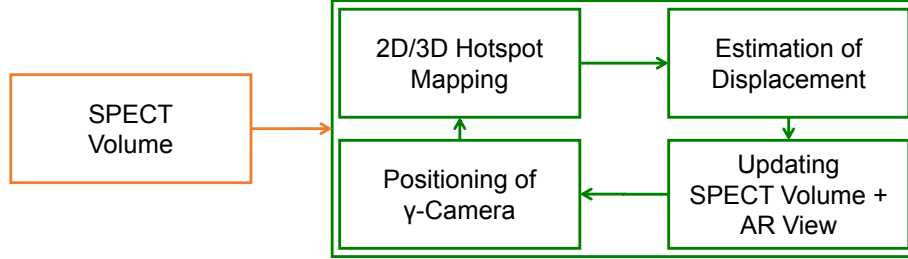 SPECT
Volume
2D/3D Hotspot
Mapping
Estimation of
Displacement
Positioning of
γ-Camera
Updating
SPECT Volume +
AR View